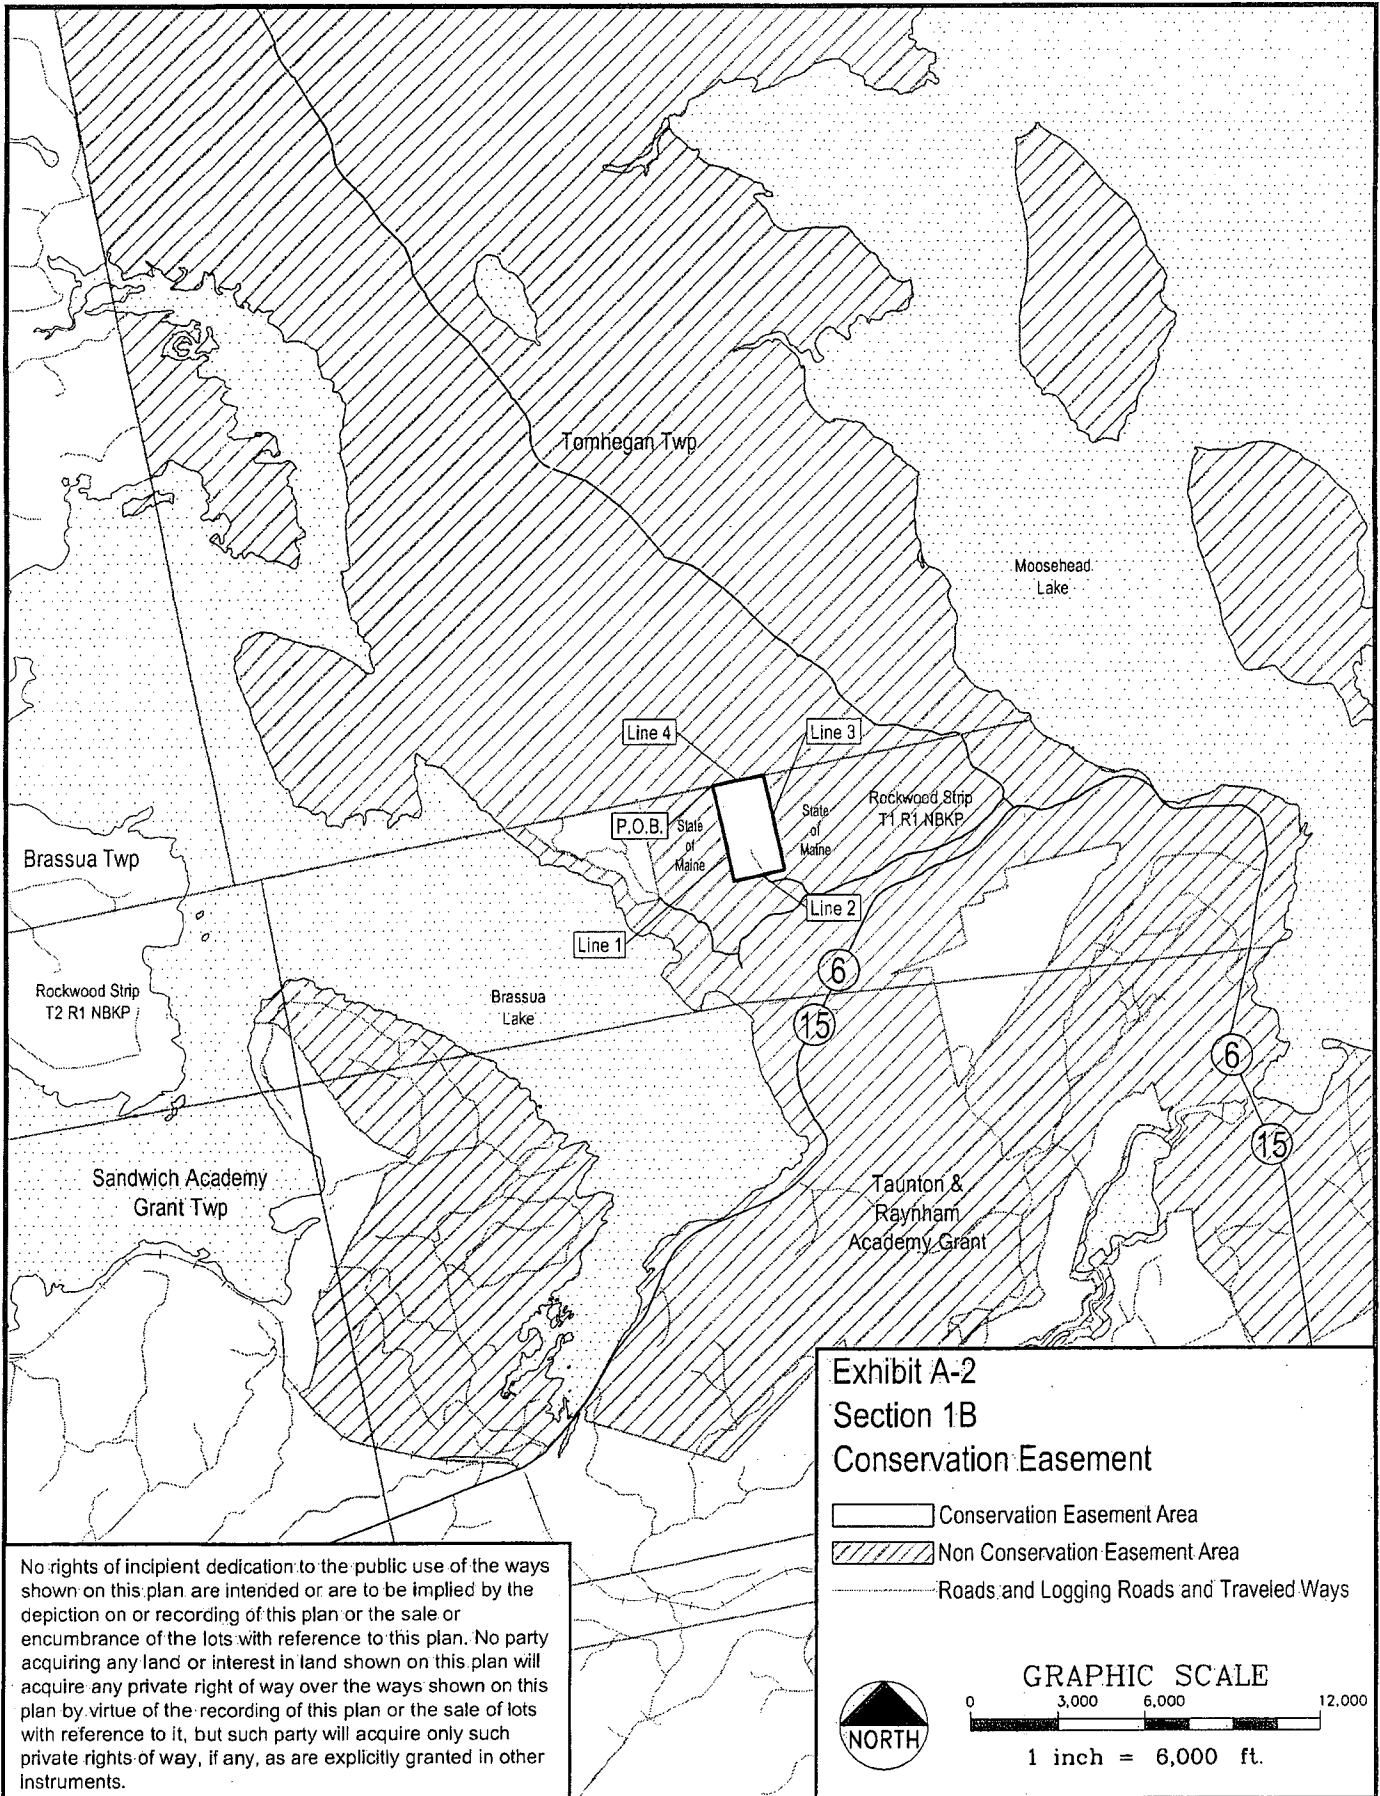 Tomhegan Twp
Moosehead
Lake
Line 4
Line 3
Rockwood Strip
T1 R1 NBKP
P.O.B.
State
of
Maine
State
of
Maine
Brassua Twp
Line 2
Line 1
6
Rockwood Strip
T2 R1 NBKP
Brassua
Lake
15
6
15
Sandwich Academy
Grant Twp
Taunton &
Raynham
Academy Grant
Exhibit A-2
Section 1B
Conservation Easement
Conservation Easement Area
Non Conservation Easement Area
Roads and Logging Roads and Traveled Ways
No rights of incipient dedication to the public use of the ways
shown on this plan are intended or are to be implied by the
depiction on or recording of this plan or the sale or
encumbrance of the lots with reference to this plan. No party
acquiring any land or interest in land shown on this plan will
acquire any private right of way over the ways shown on this
plan by virtue of the recording of this plan or the sale of lots
with reference to it, but such party will acquire only such
private rights of way, if any, as are explicitly granted in other
instruments.
NORTH
GRAPHIC SCALE
0 3,000 6,000 12,000
1 inch = 6,000 ft.